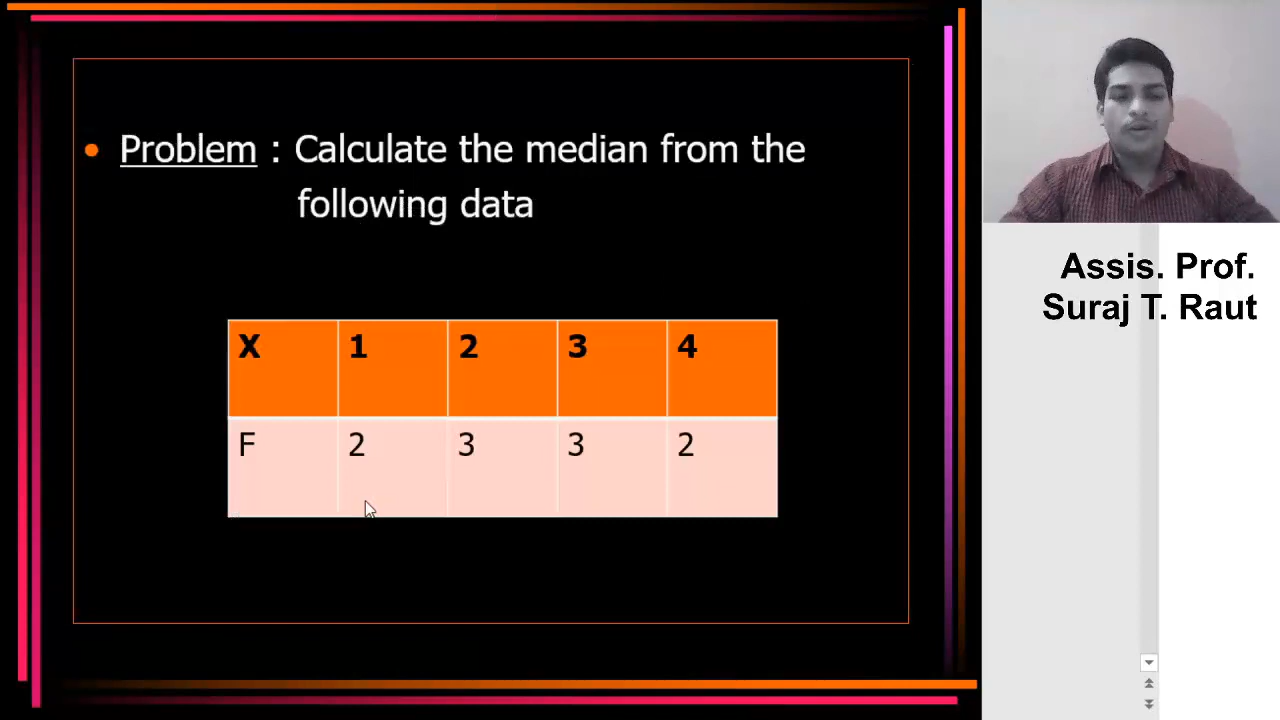 • Problem : Calculate the median from the
following data
X 1 2 3 4
F 2 3 3 2
Assis. Prof.
Suraj T. Raut